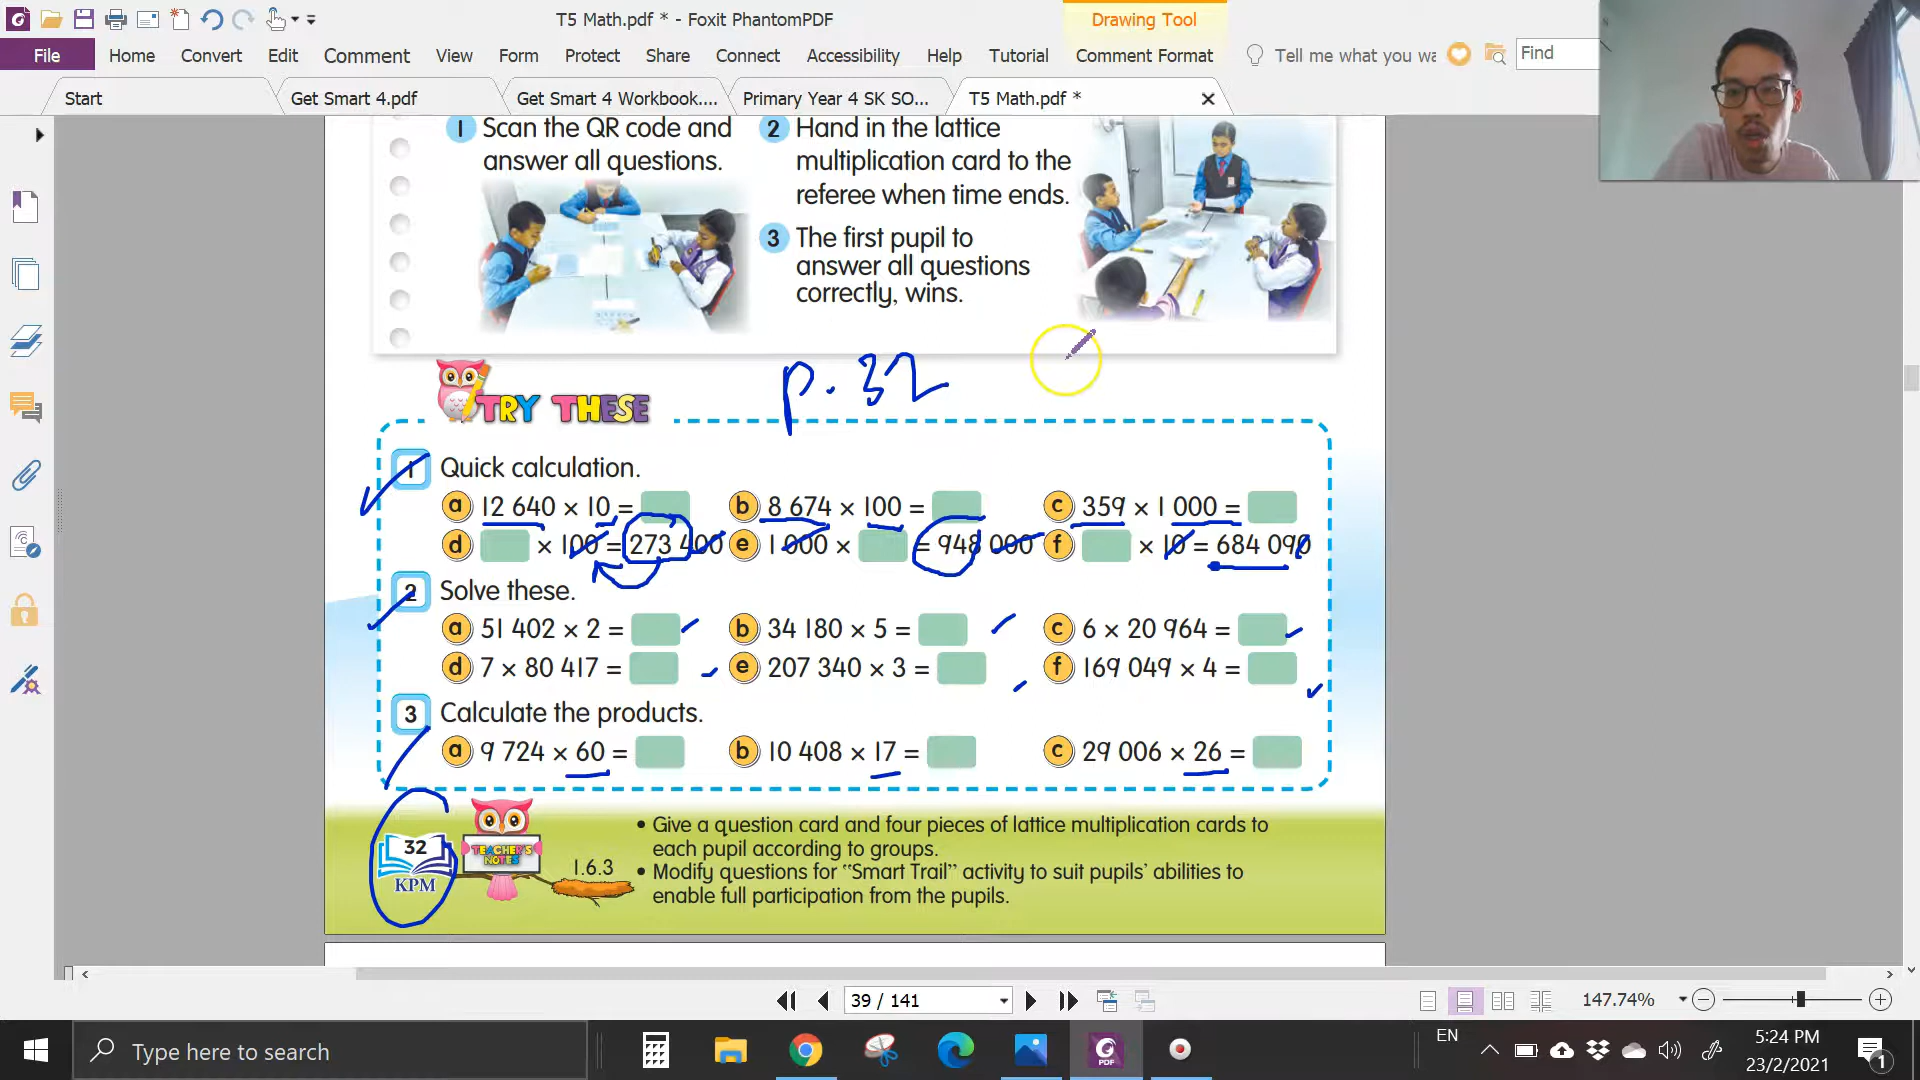 T5 Math.pdf * - Foxit PhantomPDF
Drawing Tool
File Home Convert Edit Comment View Form Protect Share Connect Accessibility Help Tutorial Comment Format Tell me what you wa Find
Start Get Smart 4.pdf Get Smart 4 Workbook.... Primary Year 4 SK SO... T5 Math.pdf *
1 Scan the QR code and
answer all questions.
2 Hand in the lattice
multiplication card to the
referee when time ends.
3 The first pupil to
answer all questions
correctly, wins.
p. 32
TRY THESE
1 Quick calculation.
a 12 640 × 10 = b 8 674 × 100 = c 359 × 1 000 =
d × 100 = 273 400 e 1 000 × = 948 000 f × 10 = 684 090
2 Solve these.
a 51 402 × 2 = b 34 180 × 5 = c 6 × 20 964 =
d 7 × 80 417 = e 207 340 × 3 = f 169 049 × 4 =
3 Calculate the products.
a 9 724 × 60 = b 10 408 × 17 = c 29 006 × 26 =
32
KPM
TEACHER'S
NOTES
1.6.3
• Give a question card and four pieces of lattice multiplication cards to
each pupil according to groups.
• Modify questions for “Smart Trail” activity to suit pupils’ abilities to
enable full participation from the pupils.
39 / 141
147.74%
Type here to search
PDF
EN
5:24 PM
23/2/2021
1